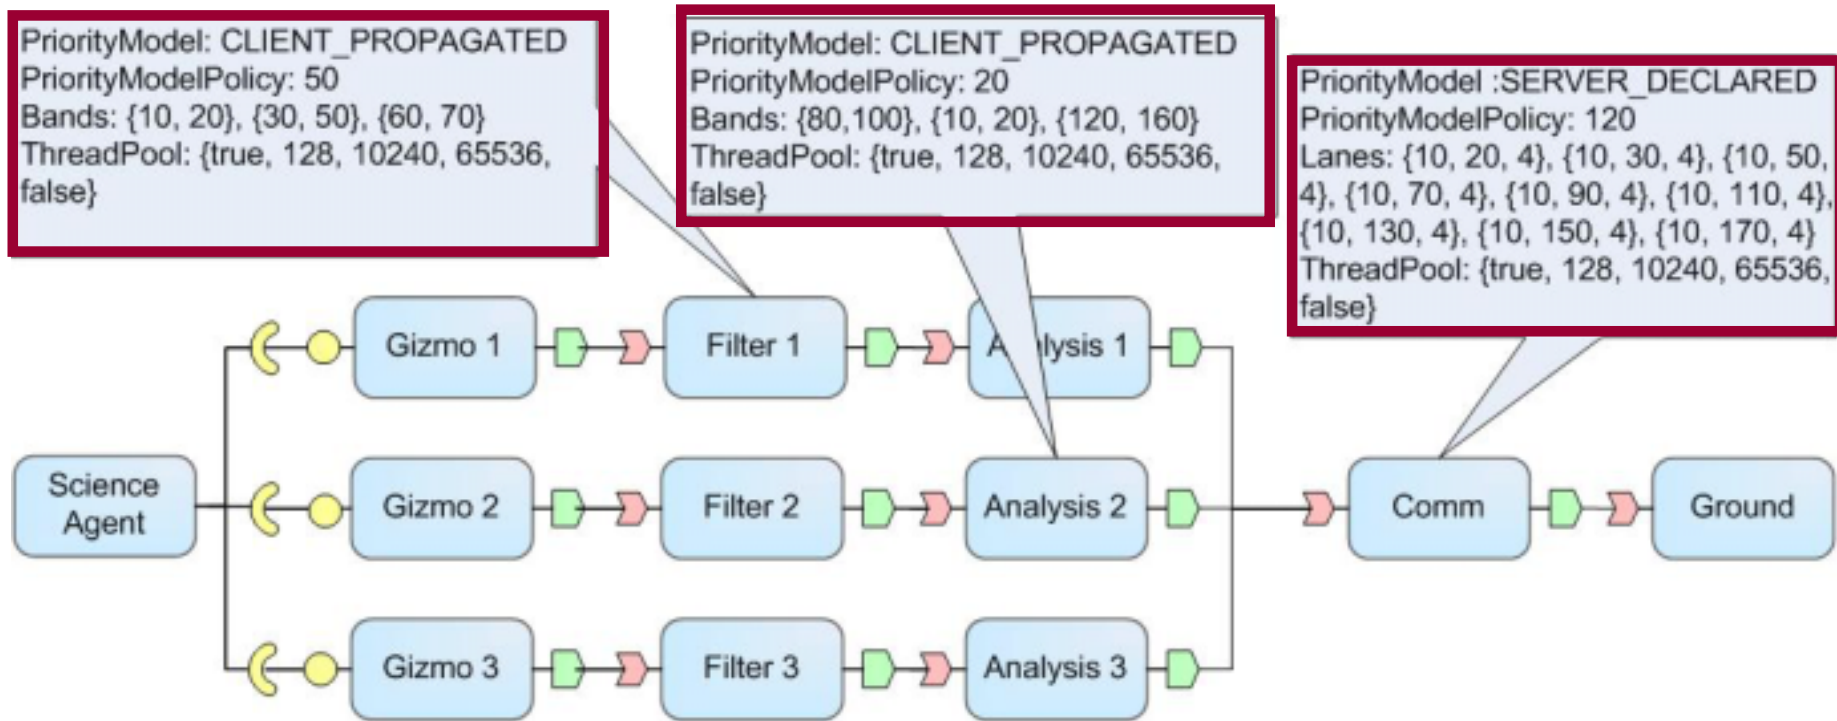 PriorityModel: CLIENT_PROPAGATED
PriorityModelPolicy: 50
Bands: {10, 20}, {30, 50}, {60, 70}
ThreadPool: {true, 128, 10240, 65536,
false}
PriorityModel: CLIENT_PROPAGATED
PriorityModelPolicy: 20
Bands: {80,100}, {10, 20}, {120, 160}
ThreadPool: {true, 128, 10240, 65536,
false}
PriorityModel :SERVER_DECLARED
PriorityModelPolicy: 120
Lanes: {10, 20, 4}, {10, 30, 4}, {10, 50,
4}, {10, 70, 4}, {10, 90, 4}, {10, 110, 4},
{10, 130, 4}, {10, 150, 4}, {10, 170, 4}
ThreadPool: {true, 128, 10240, 65536,
false}
Gizmo 1
Filter 1
Analysis 1
Science
Agent
Gizmo 2
Filter 2
Analysis 2
Comm
Ground
Gizmo 3
Filter 3
Analysis 3